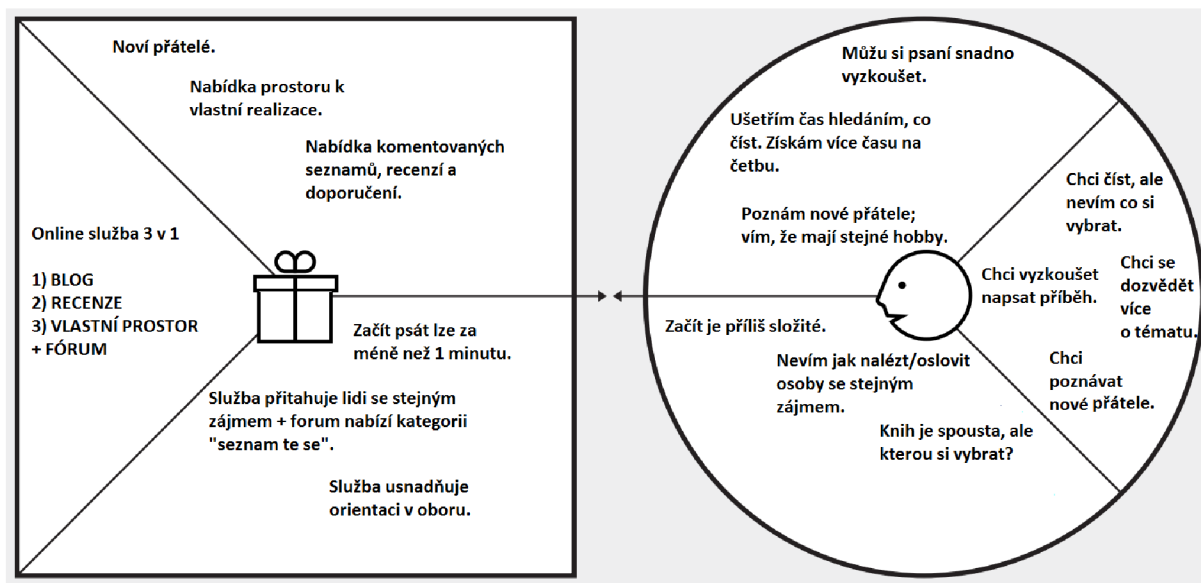 Noví přátelé.
Nabídka prostoru k
vlastní realizace.
Nabídka komentovaných
seznamů, recenzí a
doporučení.
Online služba 3 v 1
1) BLOG
2) RECENZE
3) VLASTNÍ PROSTOR
+ FÓRUM
Začít psát lze za
méně než 1 minutu.
Služba přitahuje lidi se stejným
zájmem + forum nabízí kategorii
"seznam te se".
Služba usnadňuje
orientaci v oboru.
Můžu si psaní snadno
vyzkoušet.
Ušetřím čas hledáním, co
číst. Získám více času na
četbu.
Poznám nové přátele;
vím, že mají stejné hobby.
Chci číst, ale
nevím co si
vybrat.
Chci vyzkoušet
napsat příběh.
Chci se
dozvědět
více
o tématu.
Chci
poznávat
nové přátele.
Začít je příliš složité.
Nevím jak nalézt/oslovit
osoby se stejným
zájmem.
Knih je spousta, ale
kterou si vybrat?